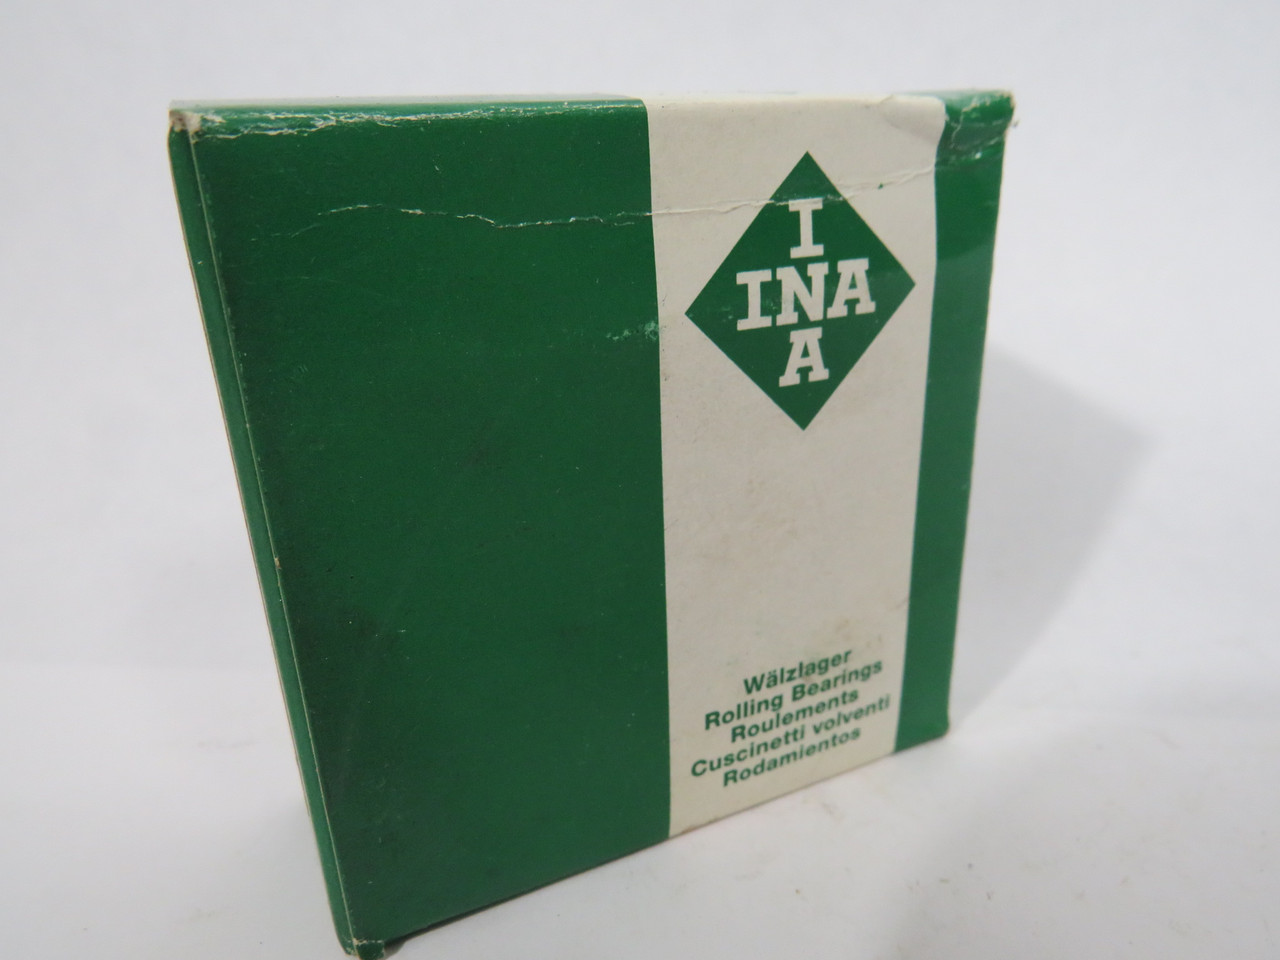 I
INA
A
Wälzlager
Rolling Bearings
Roulements
Cuscinetti volventi
Rodamientos